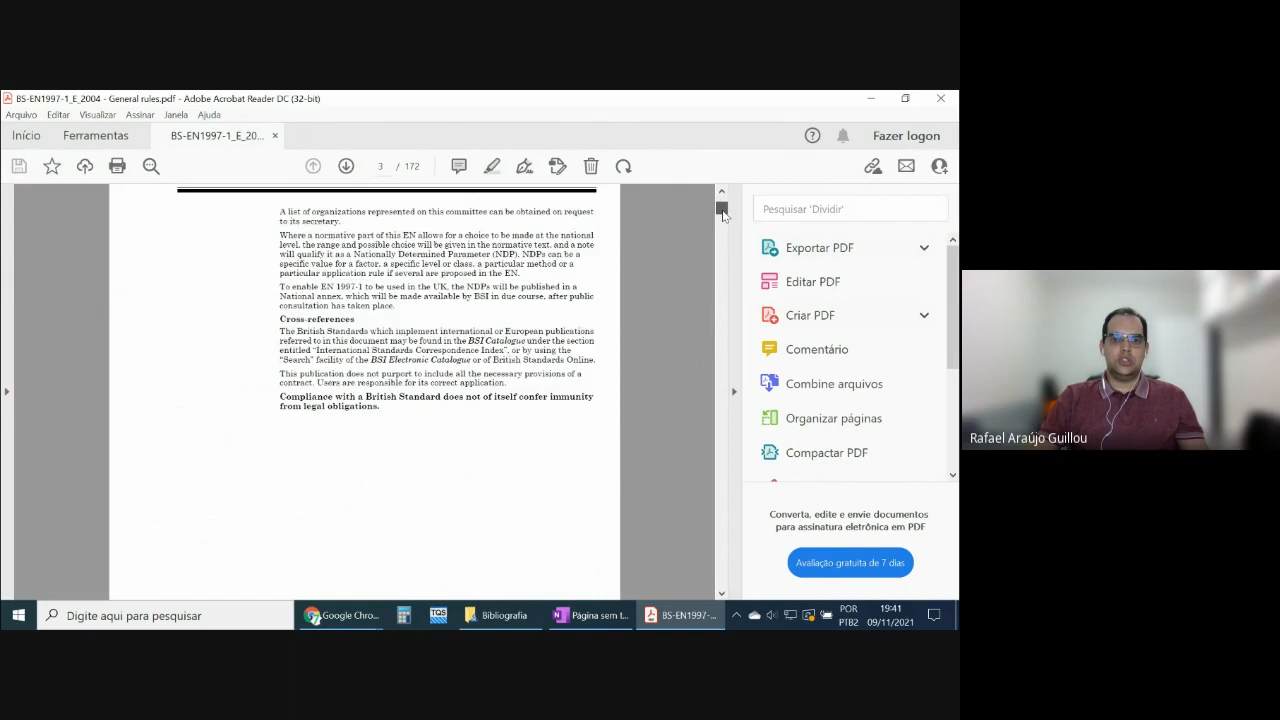 BS-EN1997-1_E_2004 - General rules.pdf - Adobe Acrobat Reader DC (32-bit)
Arquivo Editar Visualizar Assinar Janela Ajuda
Início Ferramentas BS-EN1997-1_E_20... × Fazer logon
3 / 172
A list of organizations represented on this committee can be obtained on request
to its secretary.
Where a normative part of this EN allows for a choice to be made at the national
level, the range and possible choice will be given in the normative text, and a note
will qualify it as a Nationally Determined Parameter (NDP). NDPs can be a
specific value for a factor, a specific level or class, a particular method or a
particular application rule if several are proposed in the EN.
To enable EN 1997-1 to be used in the UK, the NDPs will be published in a
National annex, which will be made available by BSI in due course, after public
consultation has taken place.
Cross-references
The British Standards which implement international or European publications
referred to in this document may be found in the BSI Catalogue under the section
entitled “International Standards Correspondence Index”, or by using the
“Search” facility of the BSI Electronic Catalogue or of British Standards Online.
This publication does not purport to include all the necessary provisions of a
contract. Users are responsible for its correct application.
Compliance with a British Standard does not of itself confer immunity
from legal obligations.
Pesquisar 'Dividir'
Exportar PDF
Editar PDF
Criar PDF
Comentário
Combine arquivos
Organizar páginas
Compactar PDF
Converta, edite e envie documentos
para assinatura eletrônica em PDF
Avaliação gratuita de 7 dias
Rafael Araújo Guillou
Digite aqui para pesquisar
Google Chro...
TQS
Bibliografia
Página sem t...
BS-EN1997-...
POR
PTB2
19:41
09/11/2021